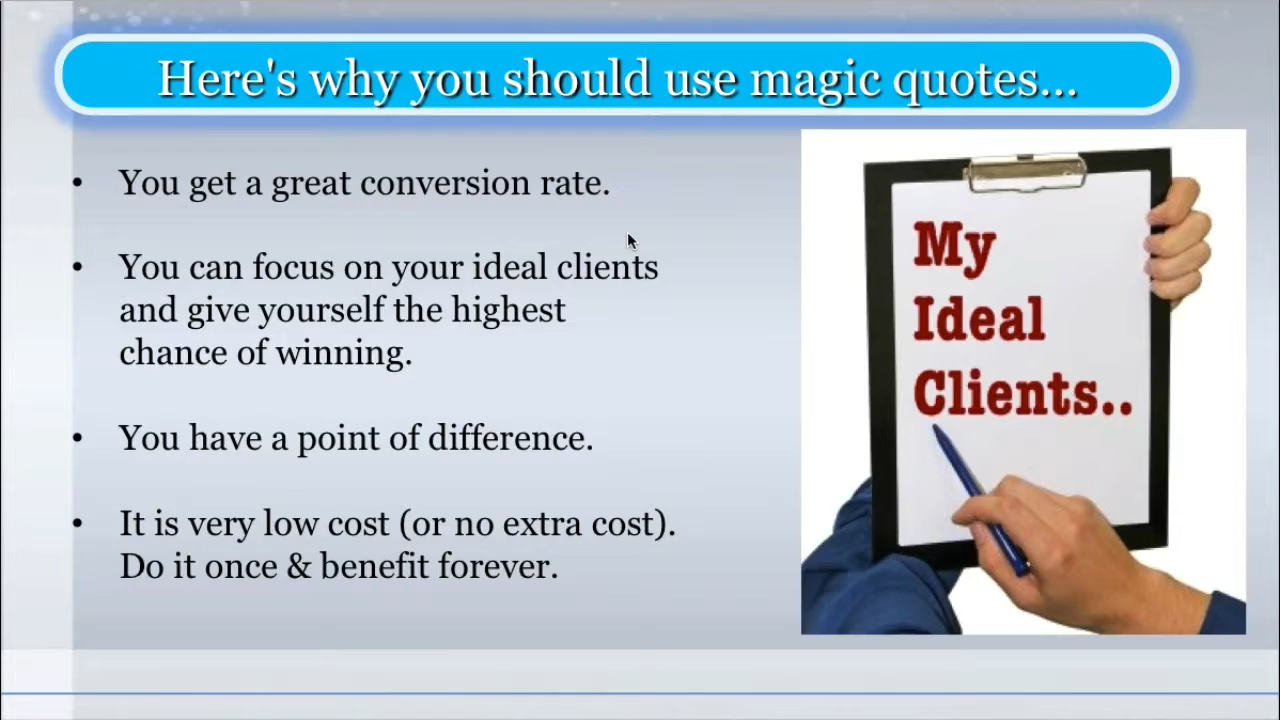 Here's why you should use magic quotes...
• You get a great conversion rate.
• You can focus on your ideal clients
and give yourself the highest
chance of winning.
• You have a point of difference.
• It is very low cost (or no extra cost).
Do it once & benefit forever.
My
Ideal
Clients..